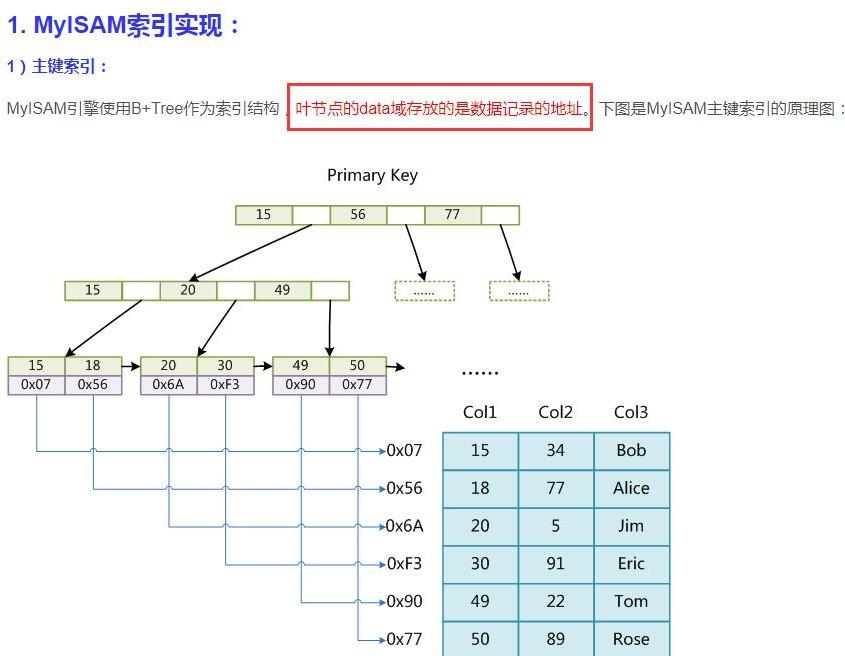 1. MyISAM索引实现：
1）主键索引：
MyISAM引擎使用B+Tree作为索引结构，叶节点的data域存放的是数据记录的地址。下图是MyISAM主键索引的原理图：
Primary Key
15 56 77
15 20 49 ...... ......
15 18 20 30 49 50
0x07 0x56 0x6A 0xF3 0x90 0x77
......
Col1 Col2 Col3
0x07 15 34 Bob
0x56 18 77 Alice
0x6A 20 5 Jim
0xF3 30 91 Eric
0x90 49 22 Tom
0x77 50 89 Rose